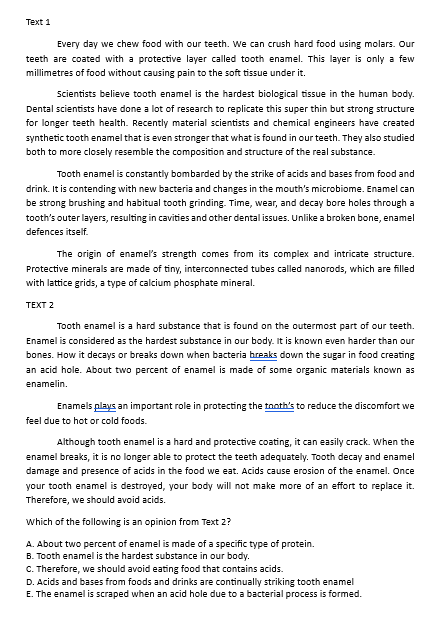 Text 1
Every day we chew food with our teeth. We can crush hard food using molars. Our
teeth are coated with a protective layer called tooth enamel. This layer is only a few
millimetres of food without causing pain to the soft tissue under it.
Scientists believe tooth enamel is the hardest biological tissue in the human body.
Dental scientists have done a lot of research to replicate this super thin but strong structure
for longer teeth health. Recently material scientists and chemical engineers have created
synthetic tooth enamel that is even stronger that what is found in our teeth. They also studied
both to more closely resemble the composition and structure of the real substance.
Tooth enamel is constantly bombarded by the strike of acids and bases from food and
drink. It is contending with new bacteria and changes in the mouth's microbiome. Enamel can
be strong brushing and habitual tooth grinding. Time, wear, and decay bore holes through a
tooth's outer layers, resulting in cavities and other dental issues. Unlike a broken bone, enamel
defences itself.
The origin of enamel's strength comes from its complex and intricate structure.
Protective minerals are made of tiny, interconnected tubes called nanorods, which are filled
with lattice grids, a type of calcium phosphate mineral.
TEXT 2
Tooth enamel is a hard substance that is found on the outermost part of our teeth.
Enamel is considered as the hardest substance in our body. It is known even harder than our
bones. How it decays or breaks down when bacteria breaks down the sugar in food creating
an acid hole. About two percent of enamel is made of some organic materials known as
enamelin.
Enamels plays an important role in protecting the tooth's to reduce the discomfort we
feel due to hot or cold foods.
Although tooth enamel is a hard and protective coating, it can easily crack. When the
enamel breaks, it is no longer able to protect the teeth adequately. Tooth decay and enamel
damage and presence of acids in the food we eat. Acids cause erosion of the enamel. Once
your tooth enamel is destroyed, your body will not make more of an effort to replace it.
Therefore, we should avoid acids.
Which of the following is an opinion from Text 2?
A. About two percent of enamel is made of a specific type of protein.
B. Tooth enamel is the hardest substance in our body.
C. Therefore, we should avoid eating food that contains acids.
D. Acids and bases from foods and drinks are continually striking tooth enamel
E. The enamel is scraped when an acid hole due to a bacterial process is formed.